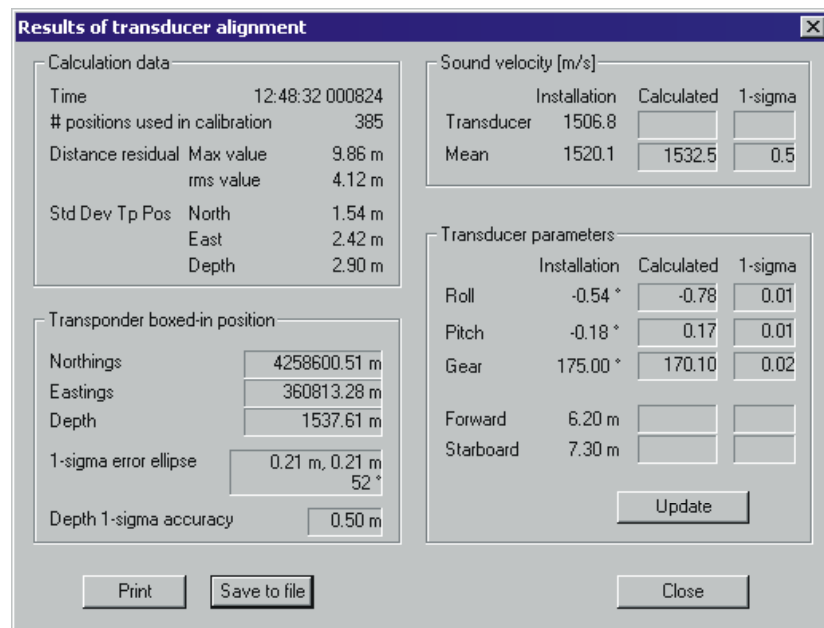 Results of transducer alignment
Calculation data
Time 12:48:32 000824
# positions used in calibration 385
Distance residual Max value 9.86 m
rms value 4.12 m
Std Dev Tp Pos North 1.54 m
East 2.42 m
Depth 2.90 m
Transponder boxed-in position
Northings 4258600.51 m
Eastings 360813.28 m
Depth 1537.61 m
1-sigma error ellipse 0.21 m, 0.21 m
52 °
Depth 1-sigma accuracy 0.50 m
Sound velocity [m/s]
Installation Calculated 1-sigma
Transducer 1506.8
Mean 1520.1 1532.5 0.5
Transducer parameters
Installation Calculated 1-sigma
Roll -0.54 ° -0.78 0.01
Pitch -0.18 ° 0.17 0.01
Gear 175.00 ° 170.10 0.02
Forward 6.20 m
Starboard 7.30 m
Update
Print Save to file Close